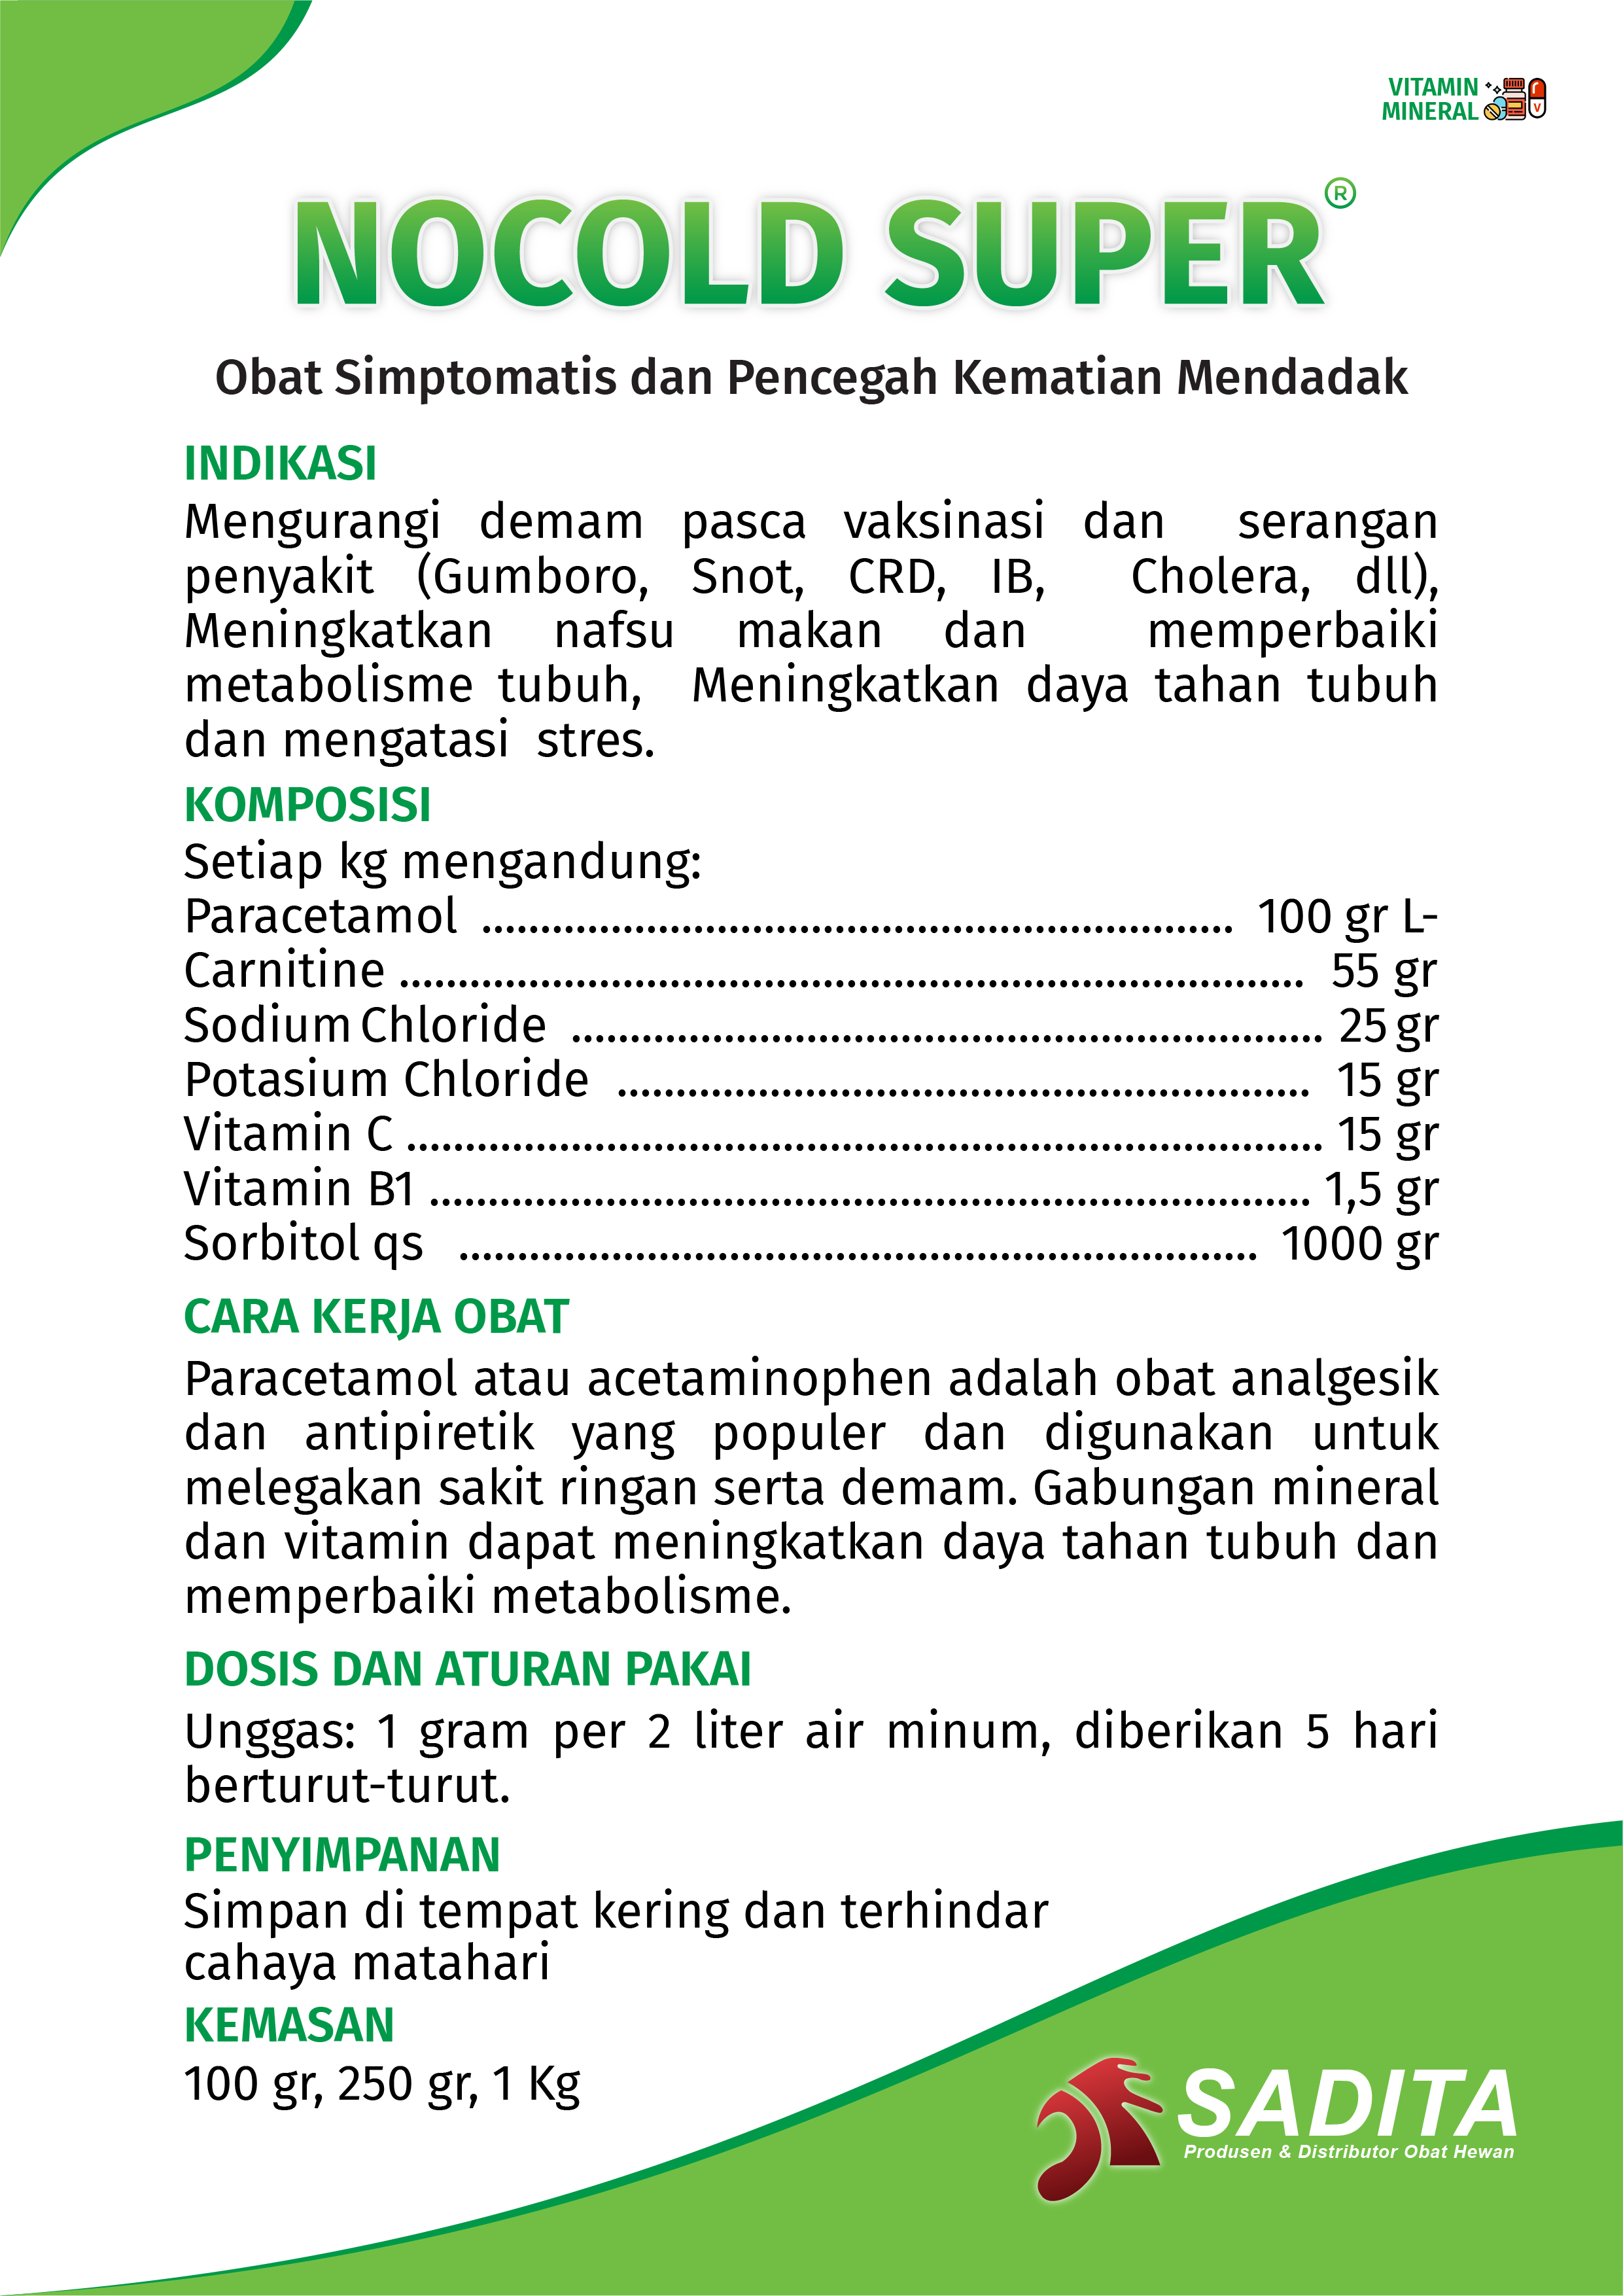 VITAMIN
MINERAL
V
NOCOLD SUPER®
Obat Simptomatis dan Pencegah Kematian Mendadak
INDIKASI
Mengurangi demam pasca vaksinasi dan serangan
penyakit (Gumboro, Snot, CRD, IB, Cholera, dll),
Meningkatkan nafsu makan dan memperbaiki
metabolisme tubuh, Meningkatkan daya tahan tubuh
dan mengatasi stres.
KOMPOSISI
Setiap kg mengandung:
Paracetamol ................................................................ 100 gr L-
Carnitine ............................................................................. 55 gr
Sodium Chloride ................................................................ 25 gr
Potasium Chloride ........................................................... 15 gr
Vitamin C .............................................................................. 15 gr
Vitamin B1 ........................................................................... 1,5 gr
Sorbitol qs .................................................................... 1000 gr
CARA KERJA OBAT
Paracetamol atau acetaminophen adalah obat analgesik
dan antipiretik yang populer dan digunakan untuk
melegakan sakit ringan serta demam. Gabungan mineral
dan vitamin dapat meningkatkan daya tahan tubuh dan
memperbaiki metabolisme.
DOSIS DAN ATURAN PAKAI
Unggas: 1 gram per 2 liter air minum, diberikan 5 hari
berturut-turut.
PENYIMPANAN
Simpan di tempat kering dan terhindar
cahaya matahari
KEMASAN
100 gr, 250 gr, 1 Kg
SADITA
Produsen & Distributor Obat Hewan